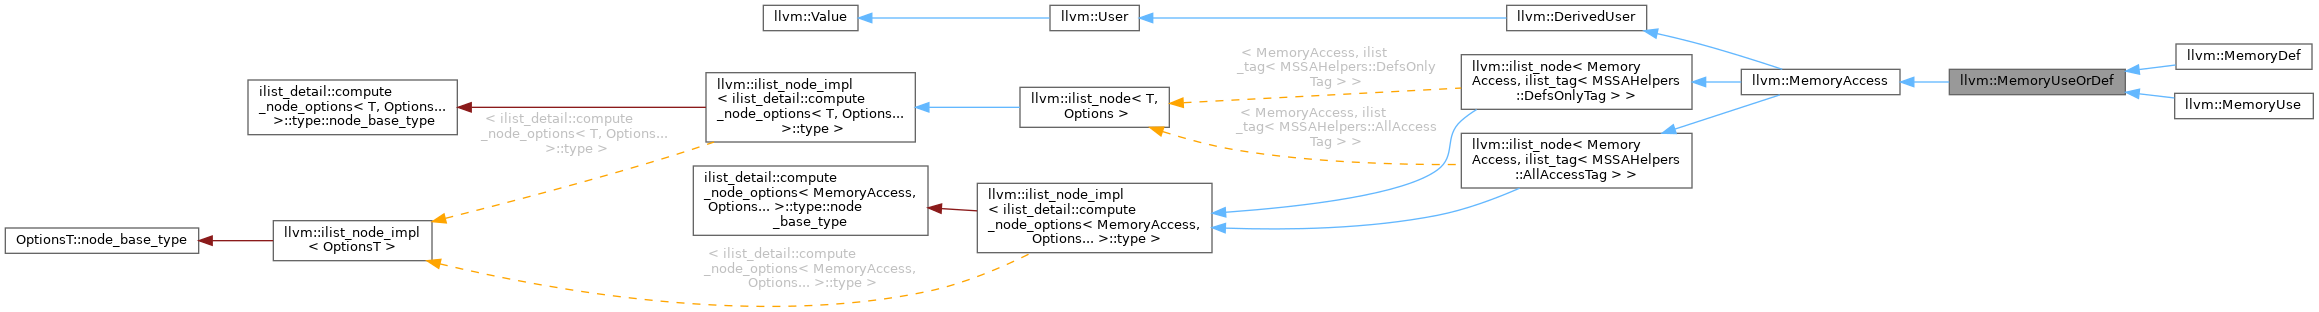 llvm::Value
llvm::User
llvm::DerivedUser
ilist_detail::compute
_node_options< T, Options...
>::type::node_base_type
llvm::ilist_node_impl
< ilist_detail::compute
_node_options< T, Options...
>::type >
llvm::ilist_node< T,
Options >
< MemoryAccess, ilist
_tag< MSSAHelpers::DefsOnly
Tag > >
< MemoryAccess, ilist
_tag< MSSAHelpers::AllAccess
Tag > >
llvm::ilist_node< Memory
Access, ilist_tag< MSSAHelpers
::DefsOnlyTag > >
llvm::MemoryAccess
llvm::MemoryUseOrDef
llvm::MemoryDef
llvm::MemoryUse
< ilist_detail::compute
_node_options< T, Options...
>::type >
llvm::ilist_node< Memory
Access, ilist_tag< MSSAHelpers
::AllAccessTag > >
ilist_detail::compute
_node_options< MemoryAccess,
Options... >::type::node
_base_type
llvm::ilist_node_impl
< ilist_detail::compute
_node_options< MemoryAccess,
Options... >::type >
OptionsT::node_base_type
llvm::ilist_node_impl
< OptionsT >
< ilist_detail::compute
_node_options< MemoryAccess,
Options... >::type >